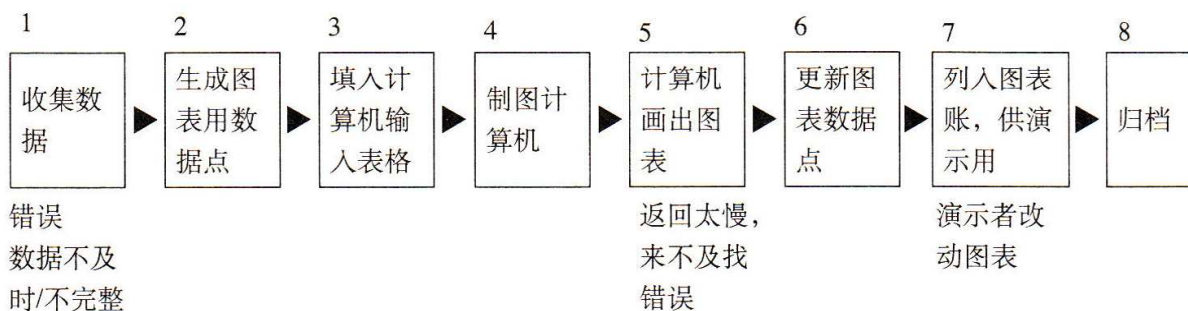 1
收集数
据
2
生成图
表用数
据点
3
填入计
算机输
入表格
4
制图计
算机
5
计算机
画出图
表
6
更新图
表数据
点
7
列入图表
账，供演
示用
8
归档
错误
数据不及
时/不完整
返回太慢，
来不及找
错误
演示者改
动图表